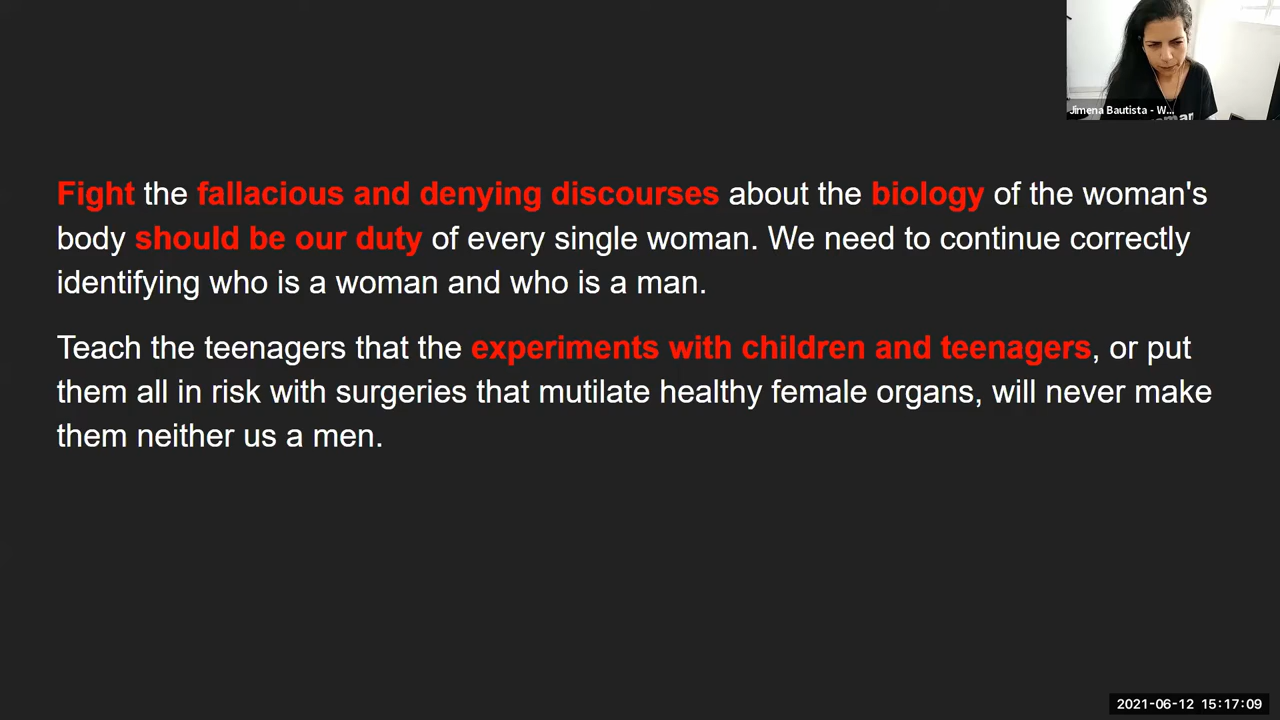 Jimena Bautista - W...
Fight the fallacious and denying discourses about the biology of the woman's
body should be our duty of every single woman. We need to continue correctly
identifying who is a woman and who is a man.
Teach the teenagers that the experiments with children and teenagers, or put
them all in risk with surgeries that mutilate healthy female organs, will never make
them neither us a men.
2021-06-12 15:17:09